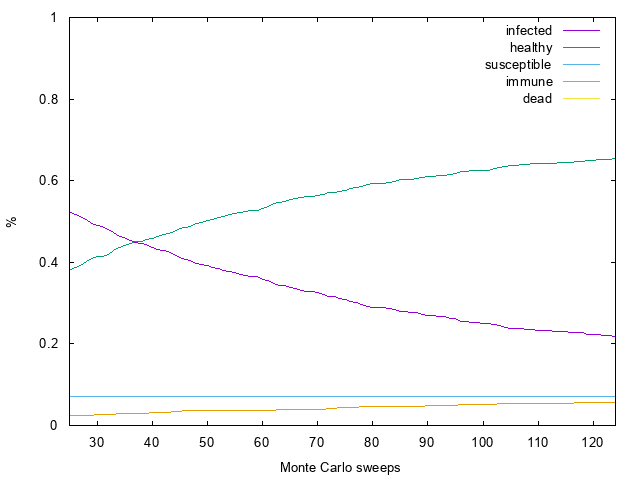 1
0.8
0.6
0.4
0.2
0
%
30 40 50 60 70 80 90 100 110 120
Monte Carlo sweeps
infected
healthy
susceptible
immune
dead